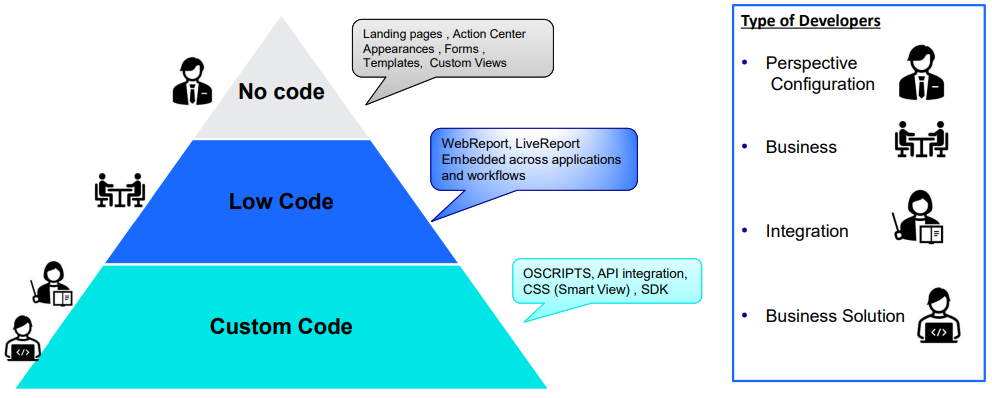 Landing pages , Action Center
Appearances , Forms ,
Templates, Custom Views
No code
WebReport, LiveReport
Embedded across applications
and workflows
Low Code
OSCRIPTS, API integration,
CSS (Smart View) , SDK
Custom Code
Type of Developers
• Perspective
Configuration
• Business
• Integration
• Business Solution